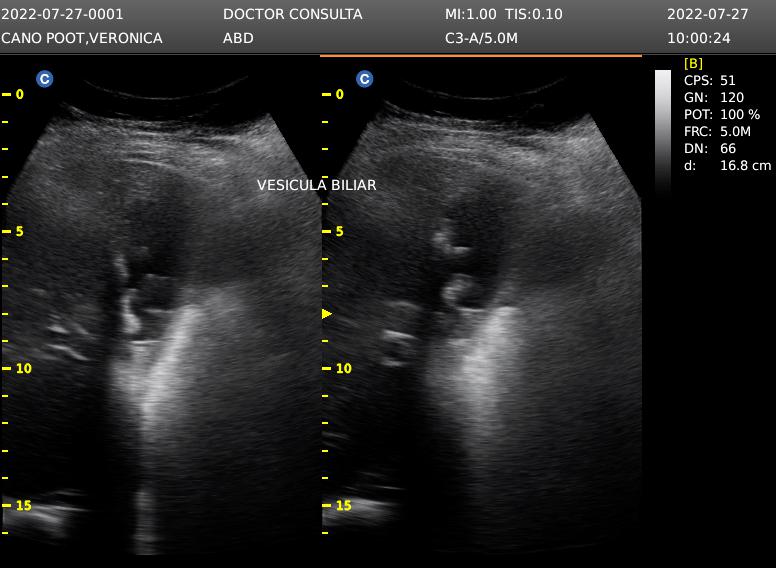 2022-07-27-0001 DOCTOR CONSULTA MI:1.00 TIS:0.10 2022-07-27
CANO POOT,VERONICA ABD C3-A/5.0M 10:00:24
[B]
CPS: 51
GN: 120
POT: 100 %
FRC: 5.0M
DN: 66
d: 16.8 cm
C C
0 0
VESICULA BILIAR
5 5
10 10
15 15